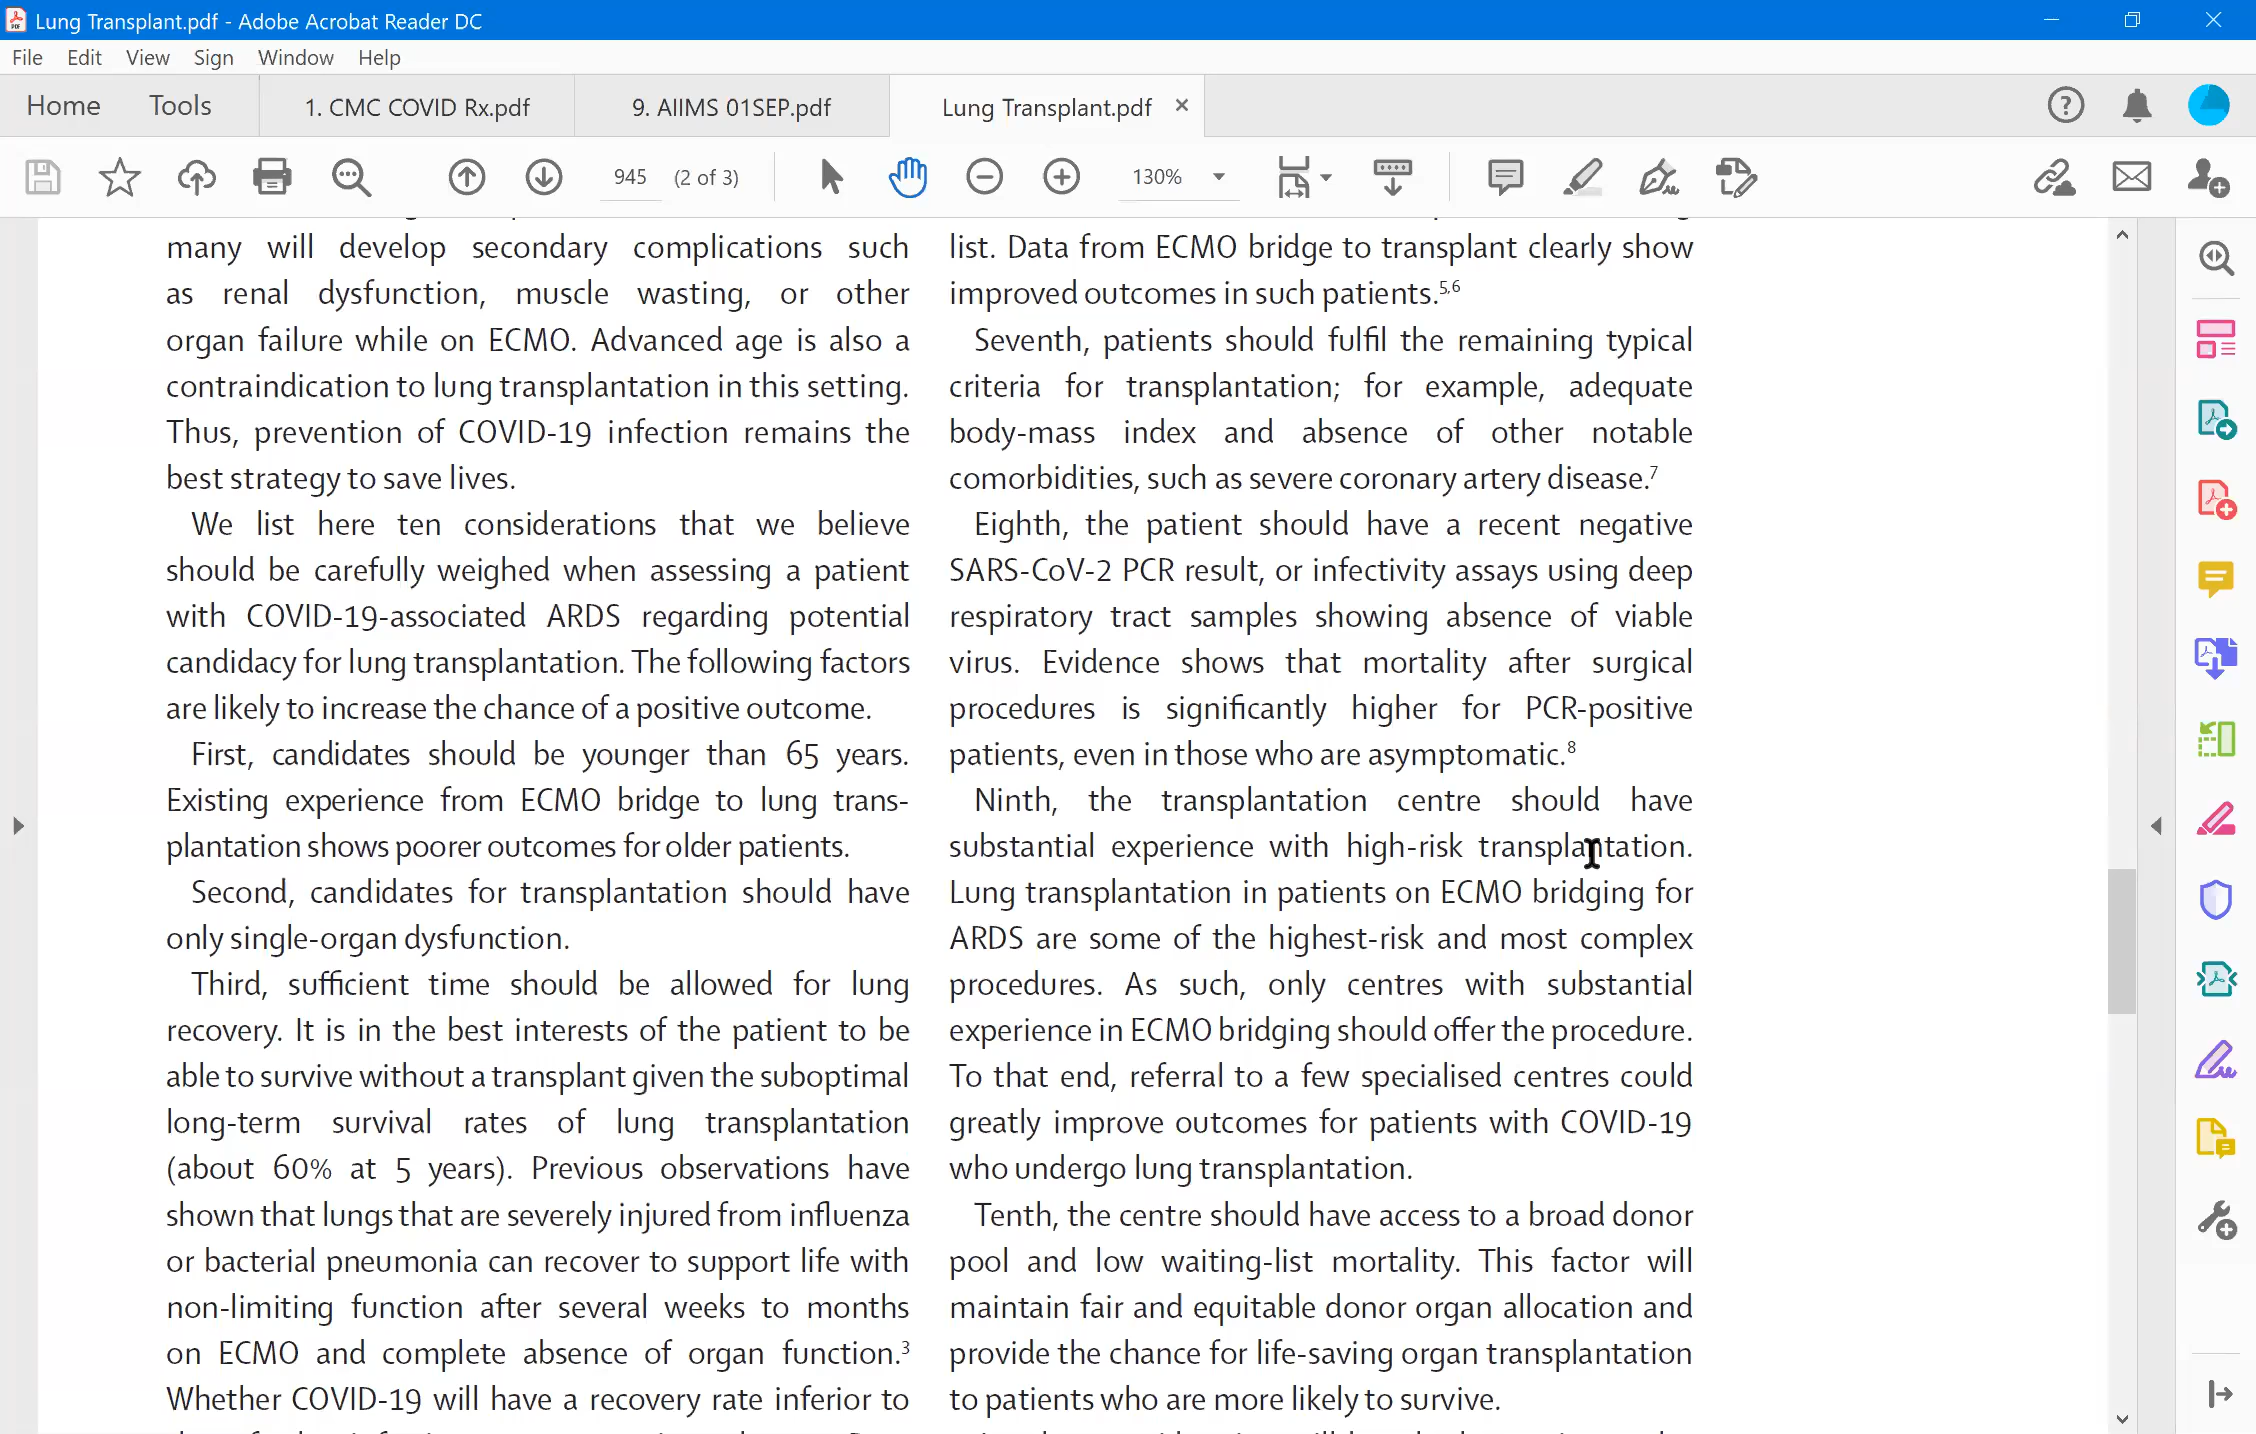 Lung Transplant.pdf - Adobe Acrobat Reader DC
File Edit View Sign Window Help
Home Tools 1. CMC COVID Rx.pdf 9. AIIMS 01SEP.pdf Lung Transplant.pdf
945 (2 of 3) 130%
many will develop secondary complications such
as renal dysfunction, muscle wasting, or other
organ failure while on ECMO. Advanced age is also a
contraindication to lung transplantation in this setting.
Thus, prevention of COVID-19 infection remains the
best strategy to save lives.
We list here ten considerations that we believe
should be carefully weighed when assessing a patient
with COVID-19-associated ARDS regarding potential
candidacy for lung transplantation. The following factors
are likely to increase the chance of a positive outcome.
First, candidates should be younger than 65 years.
Existing experience from ECMO bridge to lung trans-
plantation shows poorer outcomes for older patients.
Second, candidates for transplantation should have
only single-organ dysfunction.
Third, sufficient time should be allowed for lung
recovery. It is in the best interests of the patient to be
able to survive without a transplant given the suboptimal
long-term survival rates of lung transplantation
(about 60% at 5 years). Previous observations have
shown that lungs that are severely injured from influenza
or bacterial pneumonia can recover to support life with
non-limiting function after several weeks to months
on ECMO and complete absence of organ function.3
Whether COVID-19 will have a recovery rate inferior to
list. Data from ECMO bridge to transplant clearly show
improved outcomes in such patients.5,6
Seventh, patients should fulfil the remaining typical
criteria for transplantation; for example, adequate
body-mass index and absence of other notable
comorbidities, such as severe coronary artery disease.7
Eighth, the patient should have a recent negative
SARS-CoV-2 PCR result, or infectivity assays using deep
respiratory tract samples showing absence of viable
virus. Evidence shows that mortality after surgical
procedures is significantly higher for PCR-positive
patients, even in those who are asymptomatic.8
Ninth, the transplantation centre should have
substantial experience with high-risk transplantation.
Lung transplantation in patients on ECMO bridging for
ARDS are some of the highest-risk and most complex
procedures. As such, only centres with substantial
experience in ECMO bridging should offer the procedure.
To that end, referral to a few specialised centres could
greatly improve outcomes for patients with COVID-19
who undergo lung transplantation.
Tenth, the centre should have access to a broad donor
pool and low waiting-list mortality. This factor will
maintain fair and equitable donor organ allocation and
provide the chance for life-saving organ transplantation
to patients who are more likely to survive.